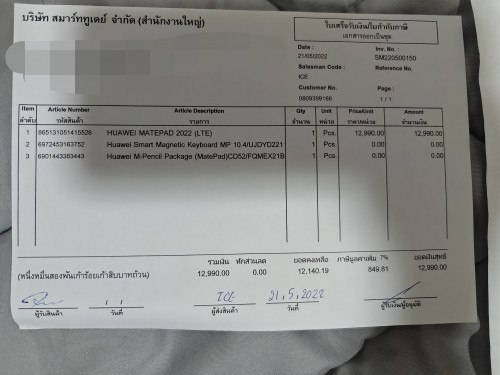 บริษัท สมาร์ททูเดย์ จำกัด (สำนักงานใหญ่)
ใบเสร็จรับเงิน/ใบกำกับภาษี
เอกสารออกเป็นชุด
Date : Inv. No. :
21/05/2022 SM220500150
Salesman Code : Reference No.
ICE
Customer No. Page :
0809399166 1/1
Item Article Number Article Description Qty Unit Price/Unit Amount
ลำดับ รหัสสินค้า รายการ จำนวน หน่วย ราคา/หน่วย จำนวนเงิน
1 865131051415526 HUAWEI MATEPAD 2022 (LTE) 1 Pcs. 12,990.00 12,990.00
2 6972453163752 Huawei Smart Magnetic Keyboard MP 10.4/UJDYD221 1 Pcs. 0.00 0.00
3 6901443383443 Huawei M-Pencil Package (MatePad)CD52/FQMEX21B 1 Pcs. 0.00 0.00
รวมเงิน หักส่วนลด ยอดคงเหลือ ภาษีมูลค่าเพิ่ม 7% ยอดเงินสุทธิ
(หนึ่งหมื่นสองพันเก้าร้อยเก้าสิบบาทถ้วน) 12,990.00 0.00 12,140.19 849.81 12,990.00
/ / ICE 21,5,2022
ผู้รับสินค้า วันที่ ผู้ส่งสินค้า วันที่ ผู้รับเงิน/ผู้อนุมัติ